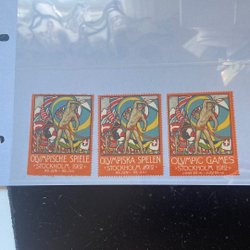 OLYMPISCHE SPIELE
STOCKHOLM 1912
OLYMPISKA SPELEN
STOCKHOLM 1912
OLYMPIC GAMES
STOCKHOLM 1912